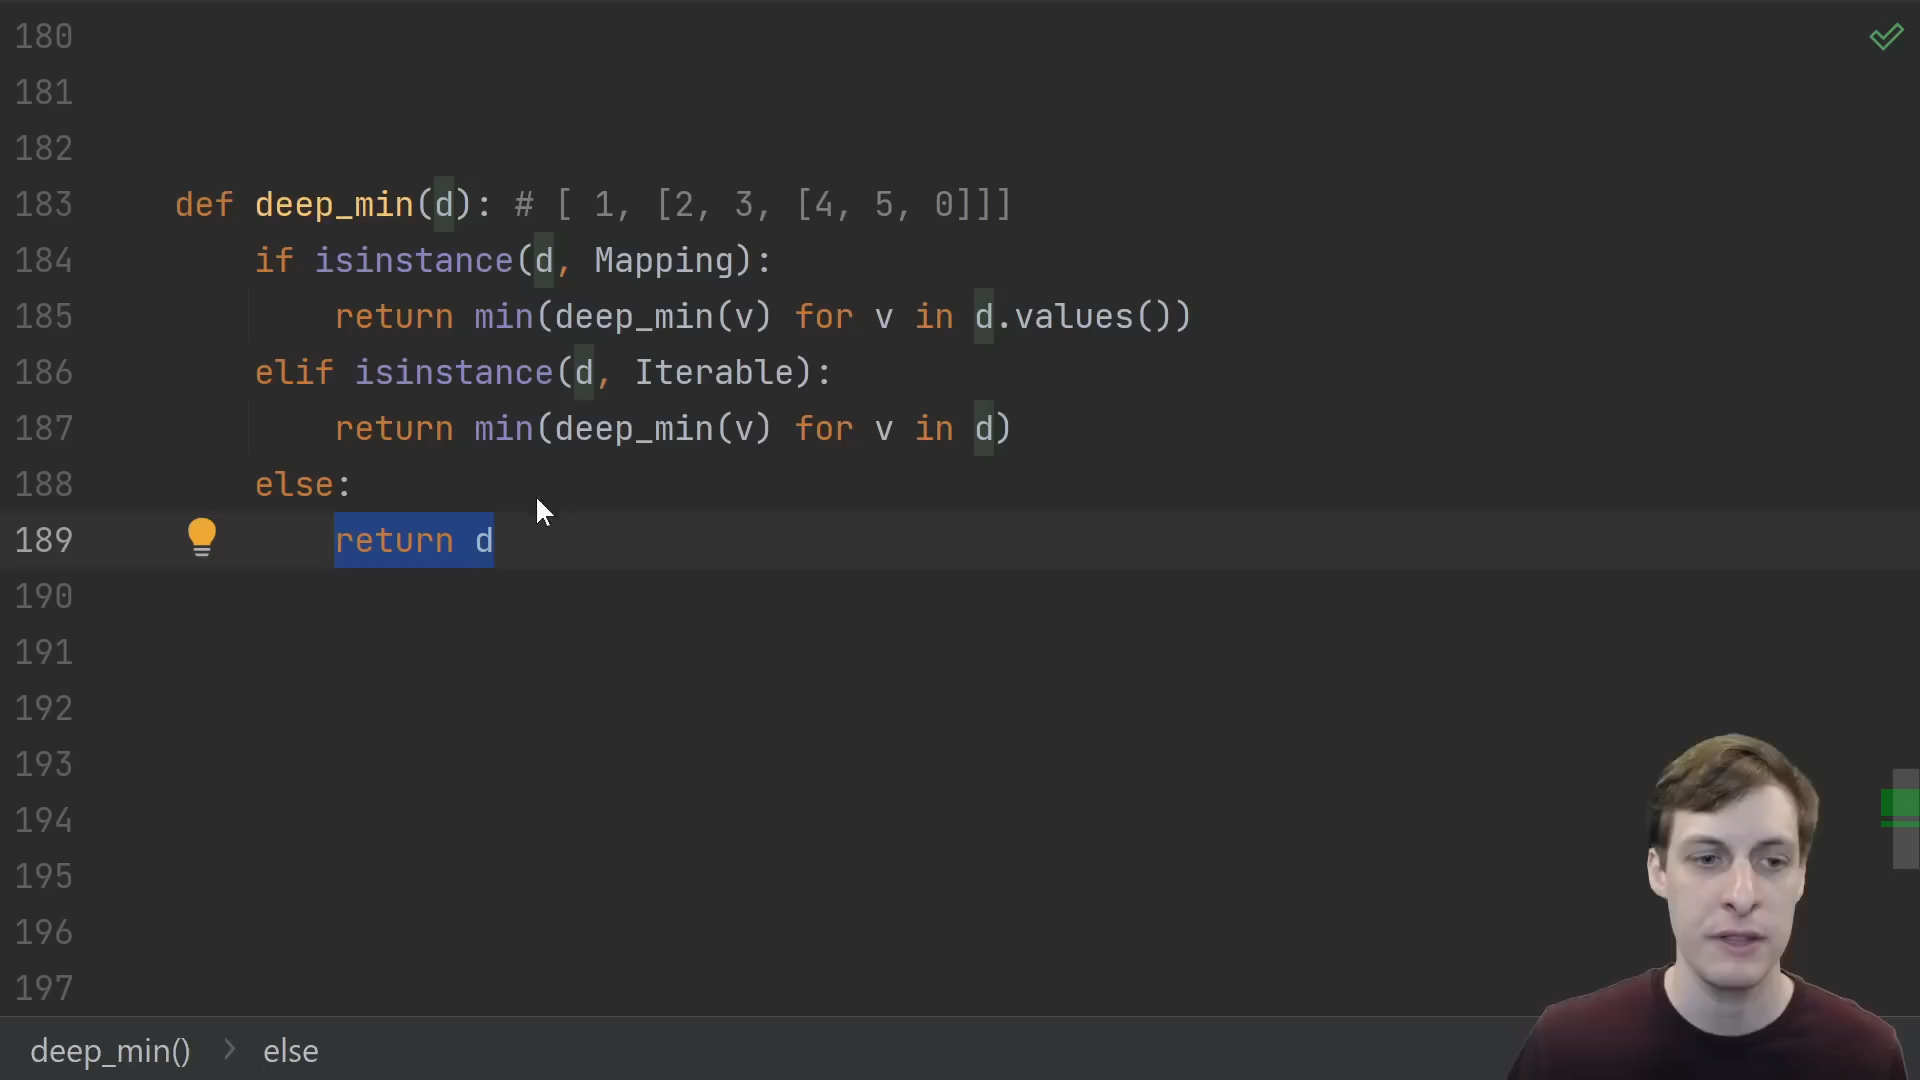 180
181
182
183 def deep_min(d): # [ 1, [2, 3, [4, 5, 0]]]
184 if isinstance(d, Mapping):
185 return min(deep_min(v) for v in d.values())
186 elif isinstance(d, Iterable):
187 return min(deep_min(v) for v in d)
188 else:
189 return d
190
191
192
193
194
195
196
197
deep_min() > else